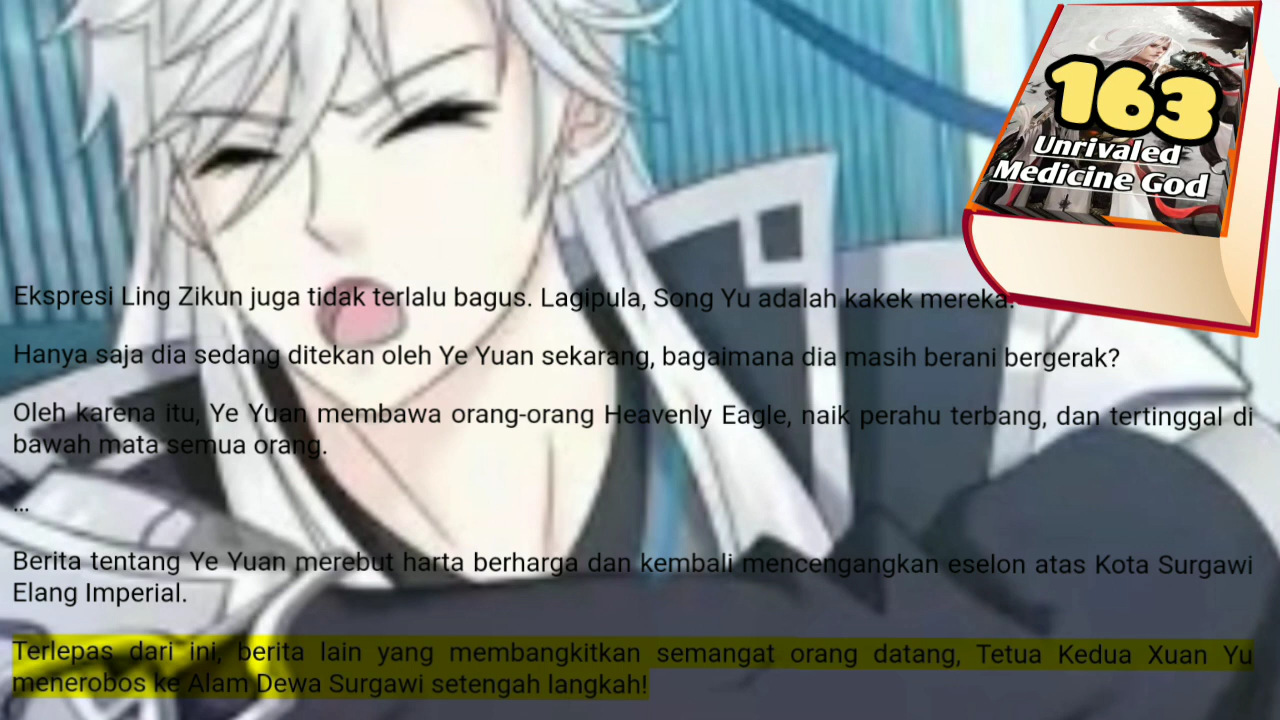 163
Unrivaled
Medicine God
Ekspresi Ling Zikun juga tidak terlalu bagus. Lagipula, Song Yu adalah kakek mereka.
Hanya saja dia sedang ditekan oleh Ye Yuan sekarang, bagaimana dia masih berani bergerak?
Oleh karena itu, Ye Yuan membawa orang-orang Heavenly Eagle, naik perahu terbang, dan tertinggal di
bawah mata semua orang.
...
Berita tentang Ye Yuan merebut harta berharga dan kembali mencengangkan eselon atas Kota Surgawi
Elang Imperial.
Terlepas dari ini, berita lain yang membangkitkan semangat orang datang, Tetua Kedua Xuan Yu
menerobos ke Alam Dewa Surgawi setengah langkah!